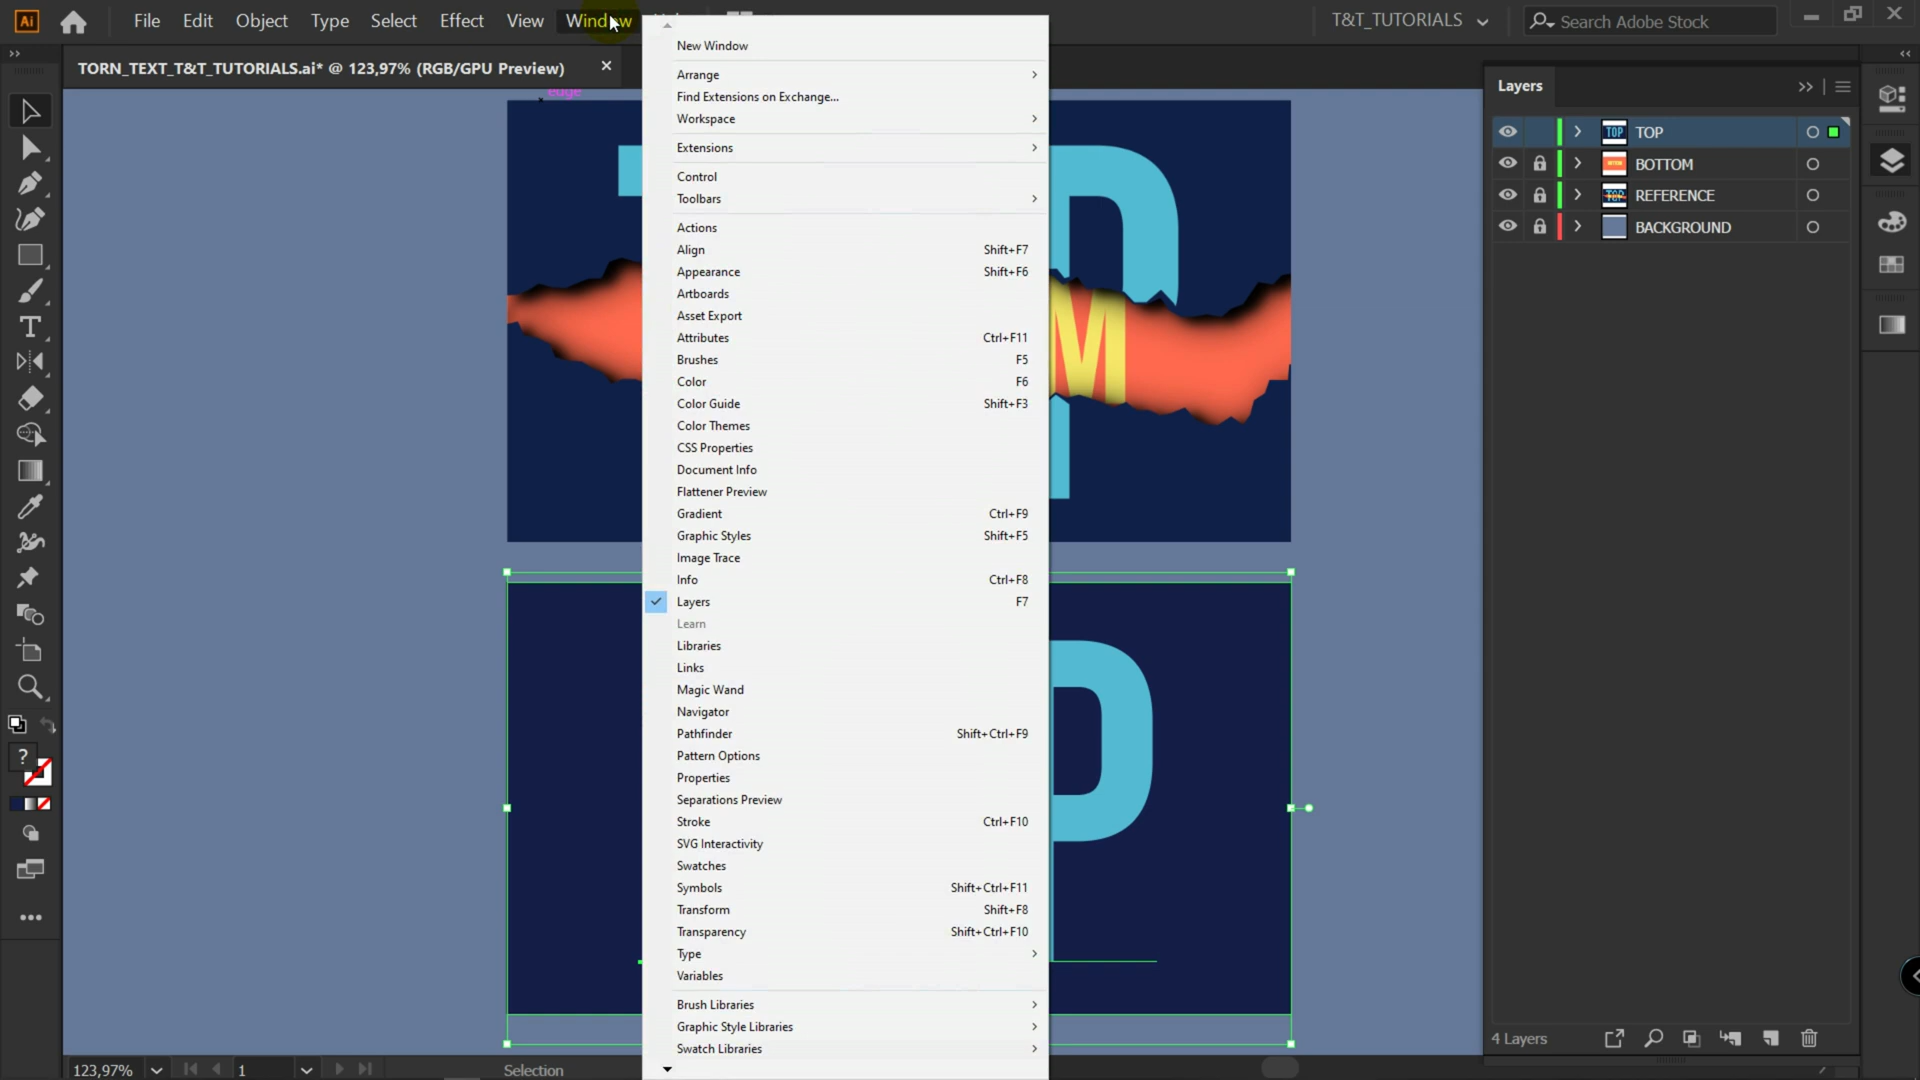 Ai
File
Edit
Object
Type
Select
Effect
View
Window
T&T_TUTORIALS
Search Adobe Stock
TORN_TEXT_T&T_TUTORIALS.ai* @ 123,97% (RGB/GPU Preview)
edge
New Window
Arrange
Find Extensions on Exchange...
Workspace
Extensions
Control
Toolbars
Actions
Align Shift+F7
Appearance Shift+F6
Artboards
Asset Export
Attributes Ctrl+F11
Brushes F5
Color F6
Color Guide Shift+F3
Color Themes
CSS Properties
Document Info
Flattener Preview
Gradient Ctrl+F9
Graphic Styles Shift+F5
Image Trace
Info Ctrl+F8
Layers F7
Learn
Libraries
Links
Magic Wand
Navigator
Pathfinder Shift+Ctrl+F9
Pattern Options
Properties
Separations Preview
Stroke Ctrl+F10
SVG Interactivity
Swatches
Symbols Shift+Ctrl+F11
Transform Shift+F8
Transparency Shift+Ctrl+F10
Type
Variables
Brush Libraries
Graphic Style Libraries
Swatch Libraries
M
P
Layers
TOP TOP
BOTTOM
REFERENCE
BACKGROUND
4 Layers
?
123,97%
1
Selection